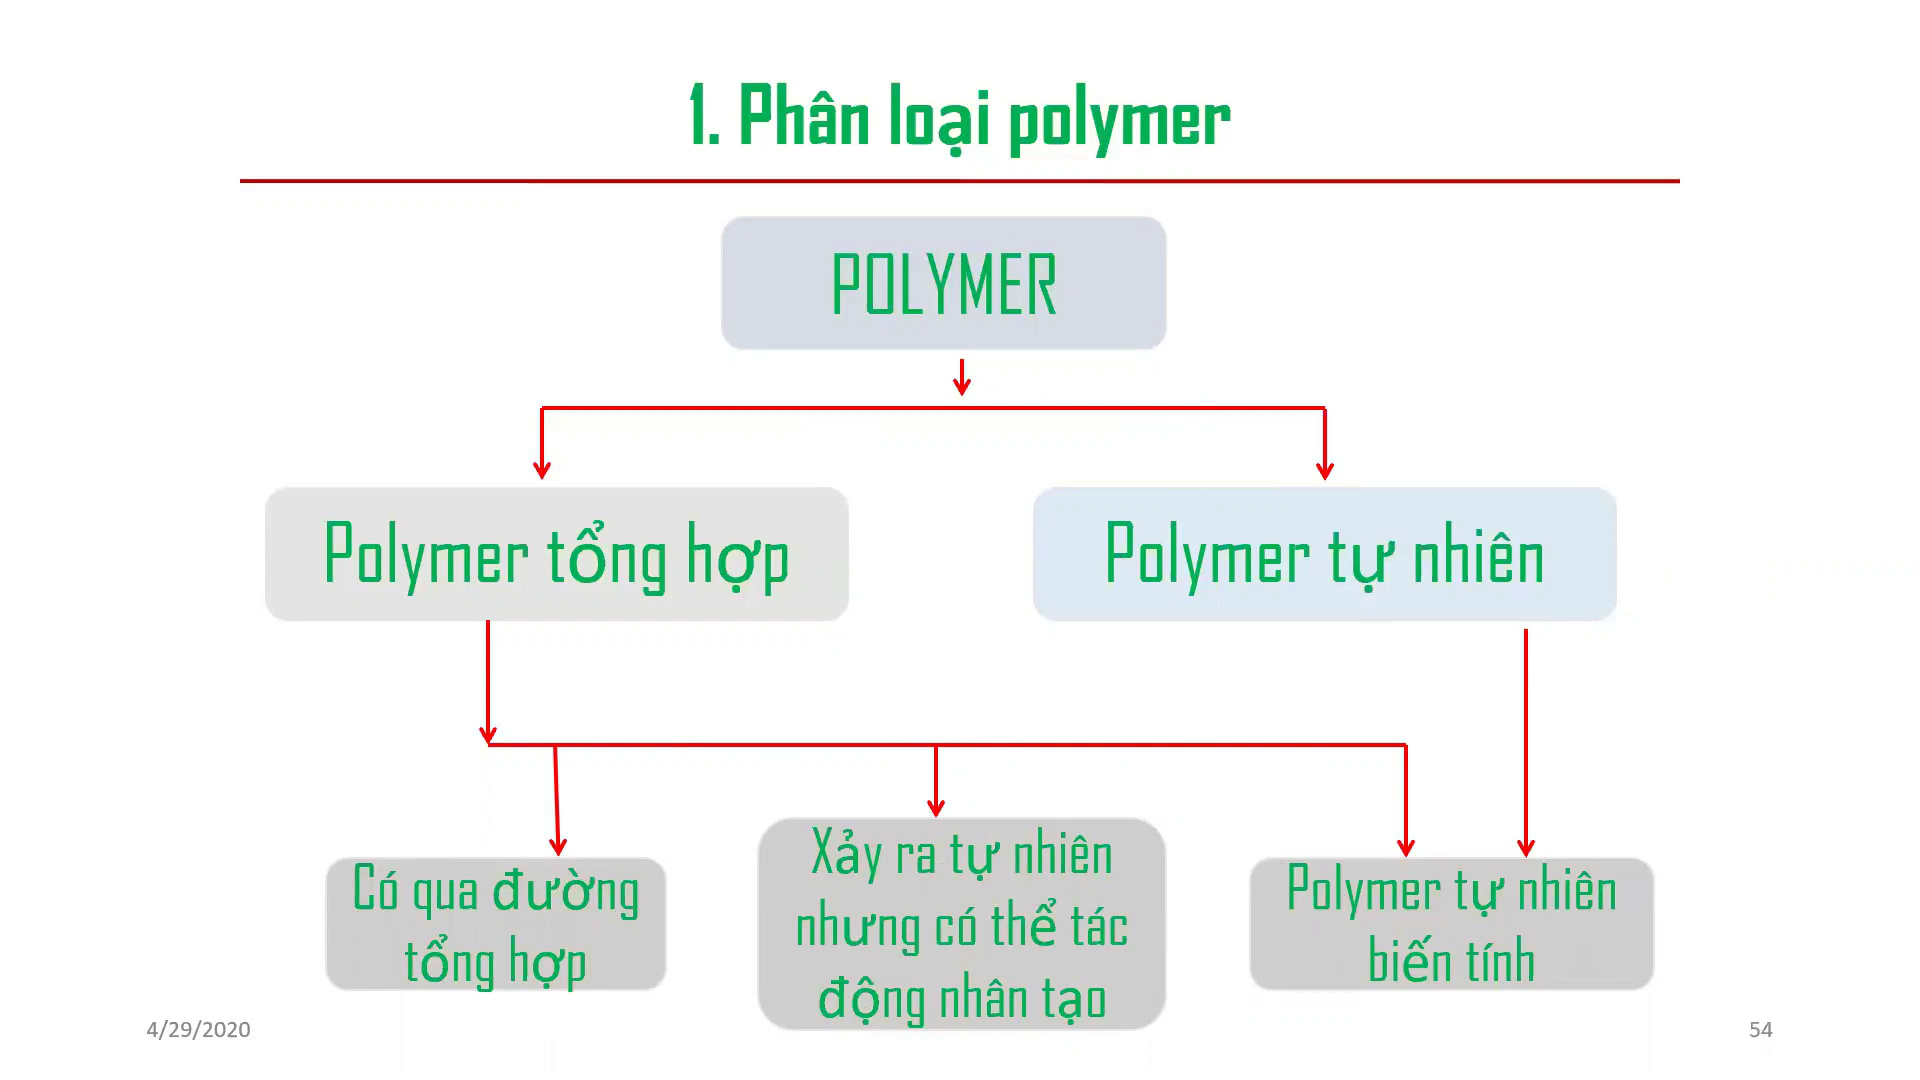 1. Phân loại polymer
POLYMER
Polymer tổng hợp
Polymer tự nhiên
Có qua đường
tổng hợp
Xảy ra tự nhiên
nhưng có thể tác
động nhân tạo
Polymer tự nhiên
biến tính
4/29/2020
54